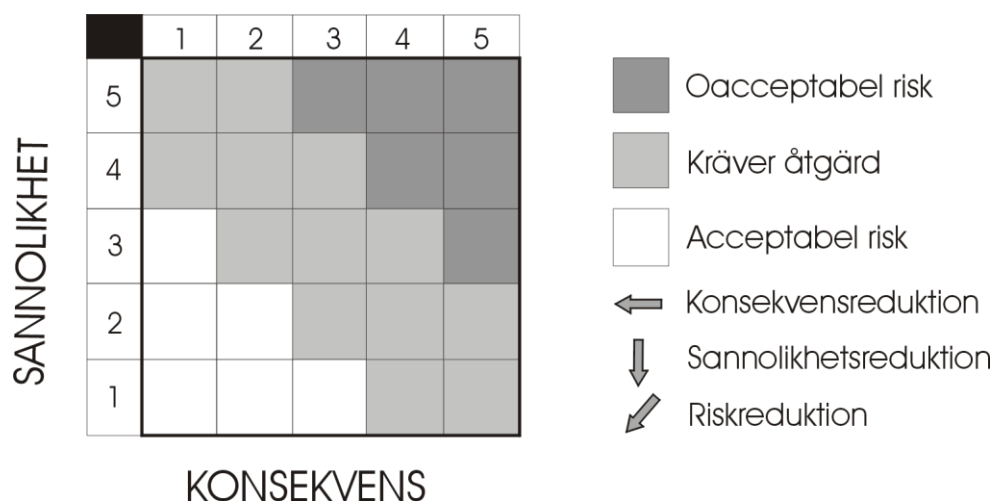 1 2 3 4 5
5
4
3
2
1
SANNOLIKHET
KONSEKVENS
Oacceptabel risk
Kräver åtgärd
Acceptabel risk
Konsekvensreduktion
Sannolikhetsreduktion
Riskreduktion